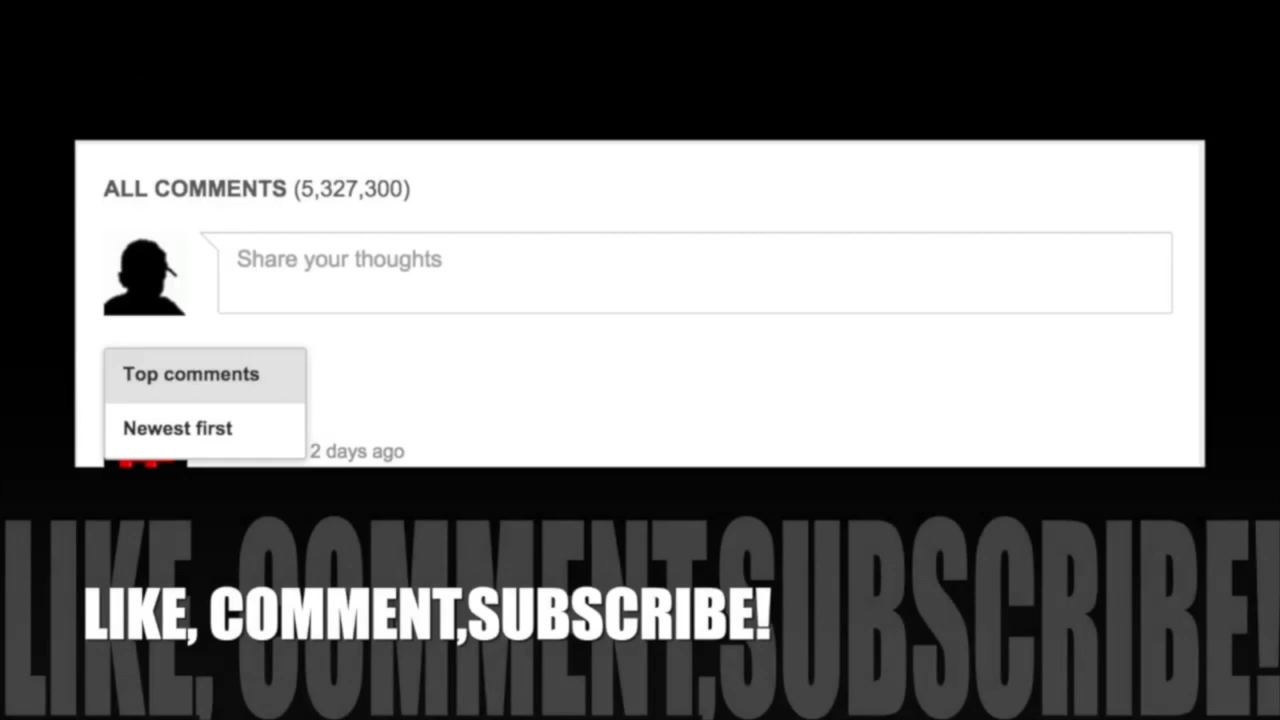 ALL COMMENTS (5,327,300)
Share your thoughts
Top comments
Newest first
2 days ago
LIKE, COMMENT,SUBSCRIBE!
LIKE, COMMENT,SUBSCRIBE!